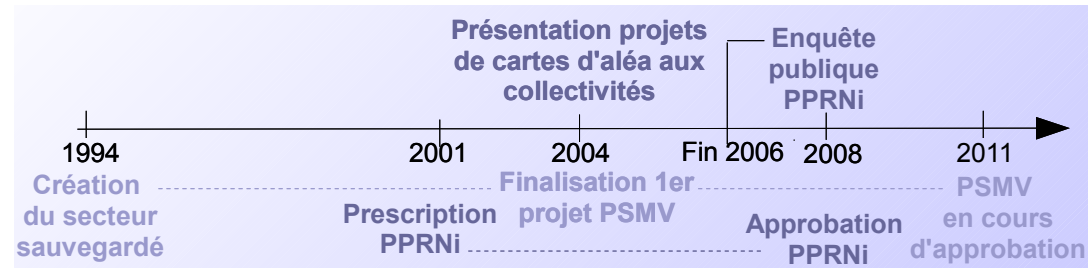 Présentation projets
de cartes d'aléa aux
collectivités
Enquête
publique
PPRNi
1994
2001
2004
Fin 2006
2008
2011
Création
du secteur
sauvegardé
Finalisation 1er
projet PSMV
PSMV
en cours
d'approbation
Prescription
PPRNi
Approbation
PPRNi